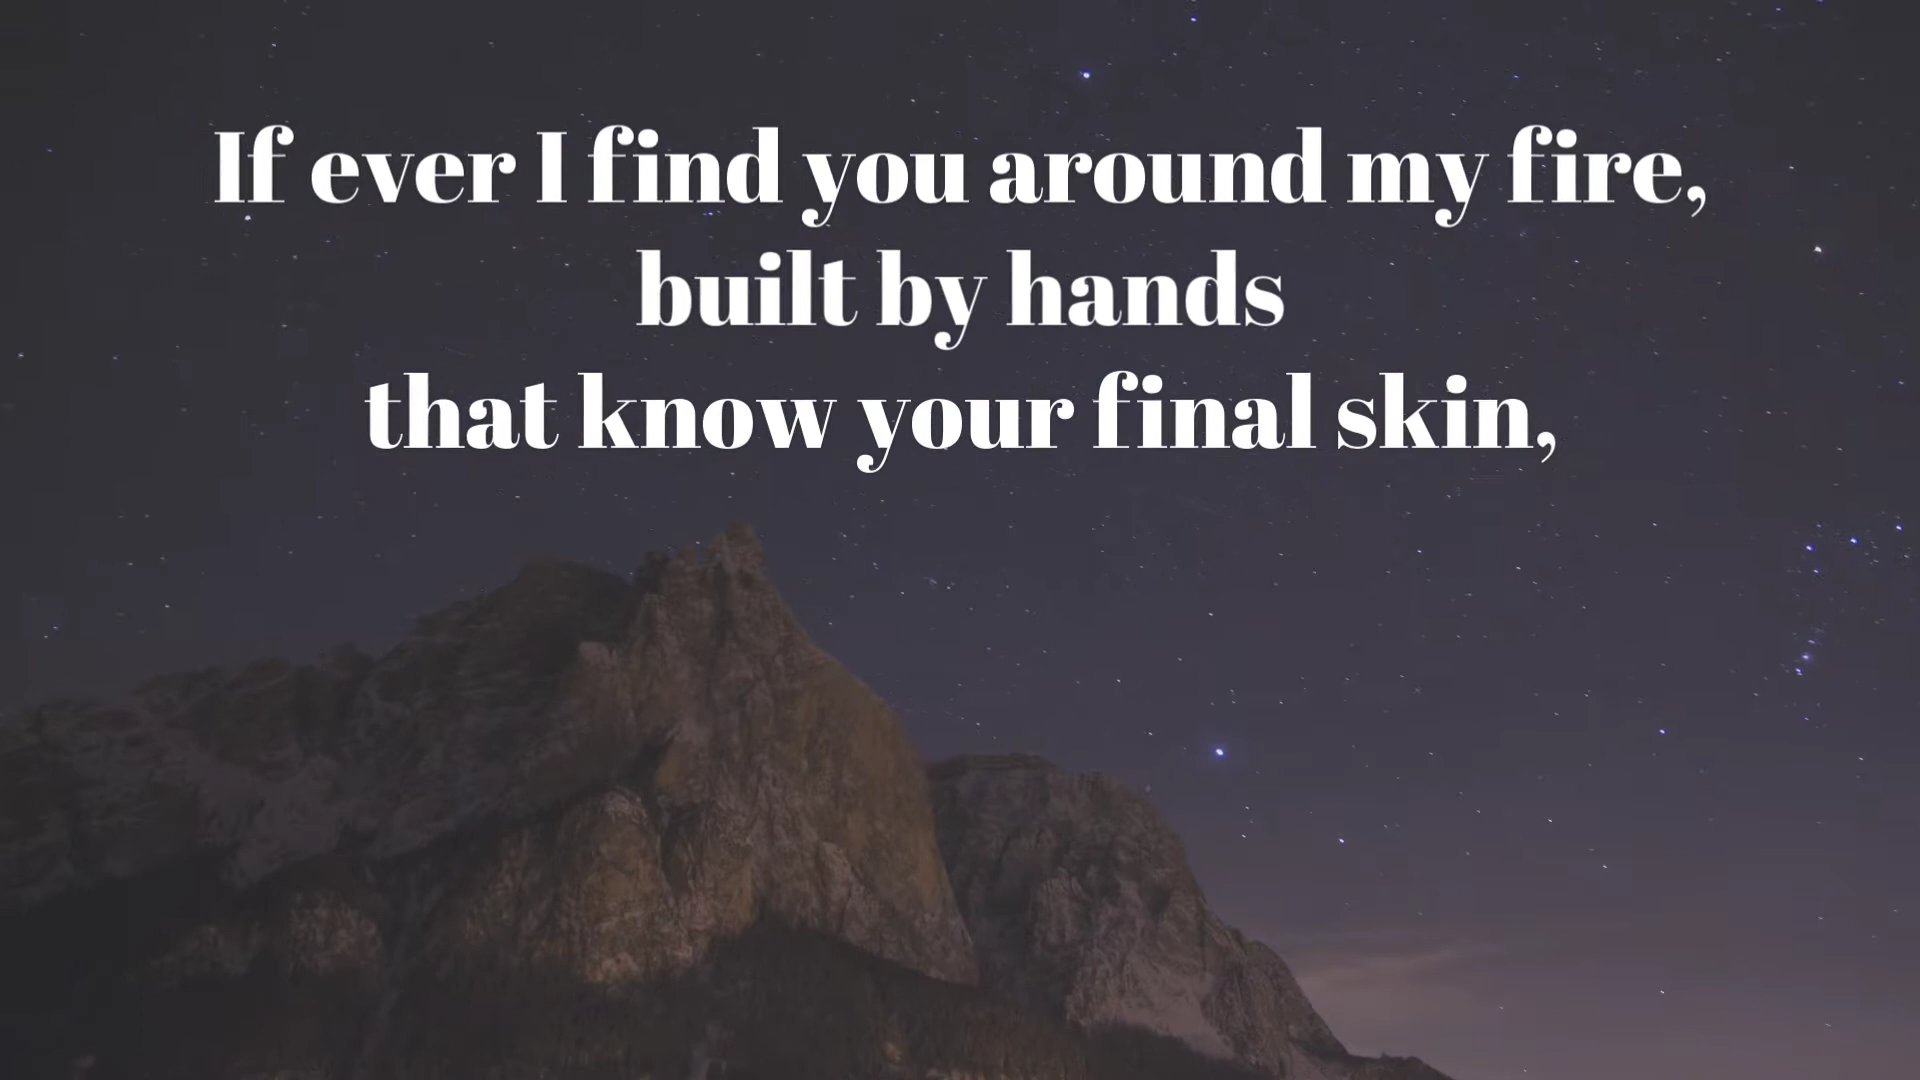 If ever I find you around my fire,
built by hands
that know your final skin,